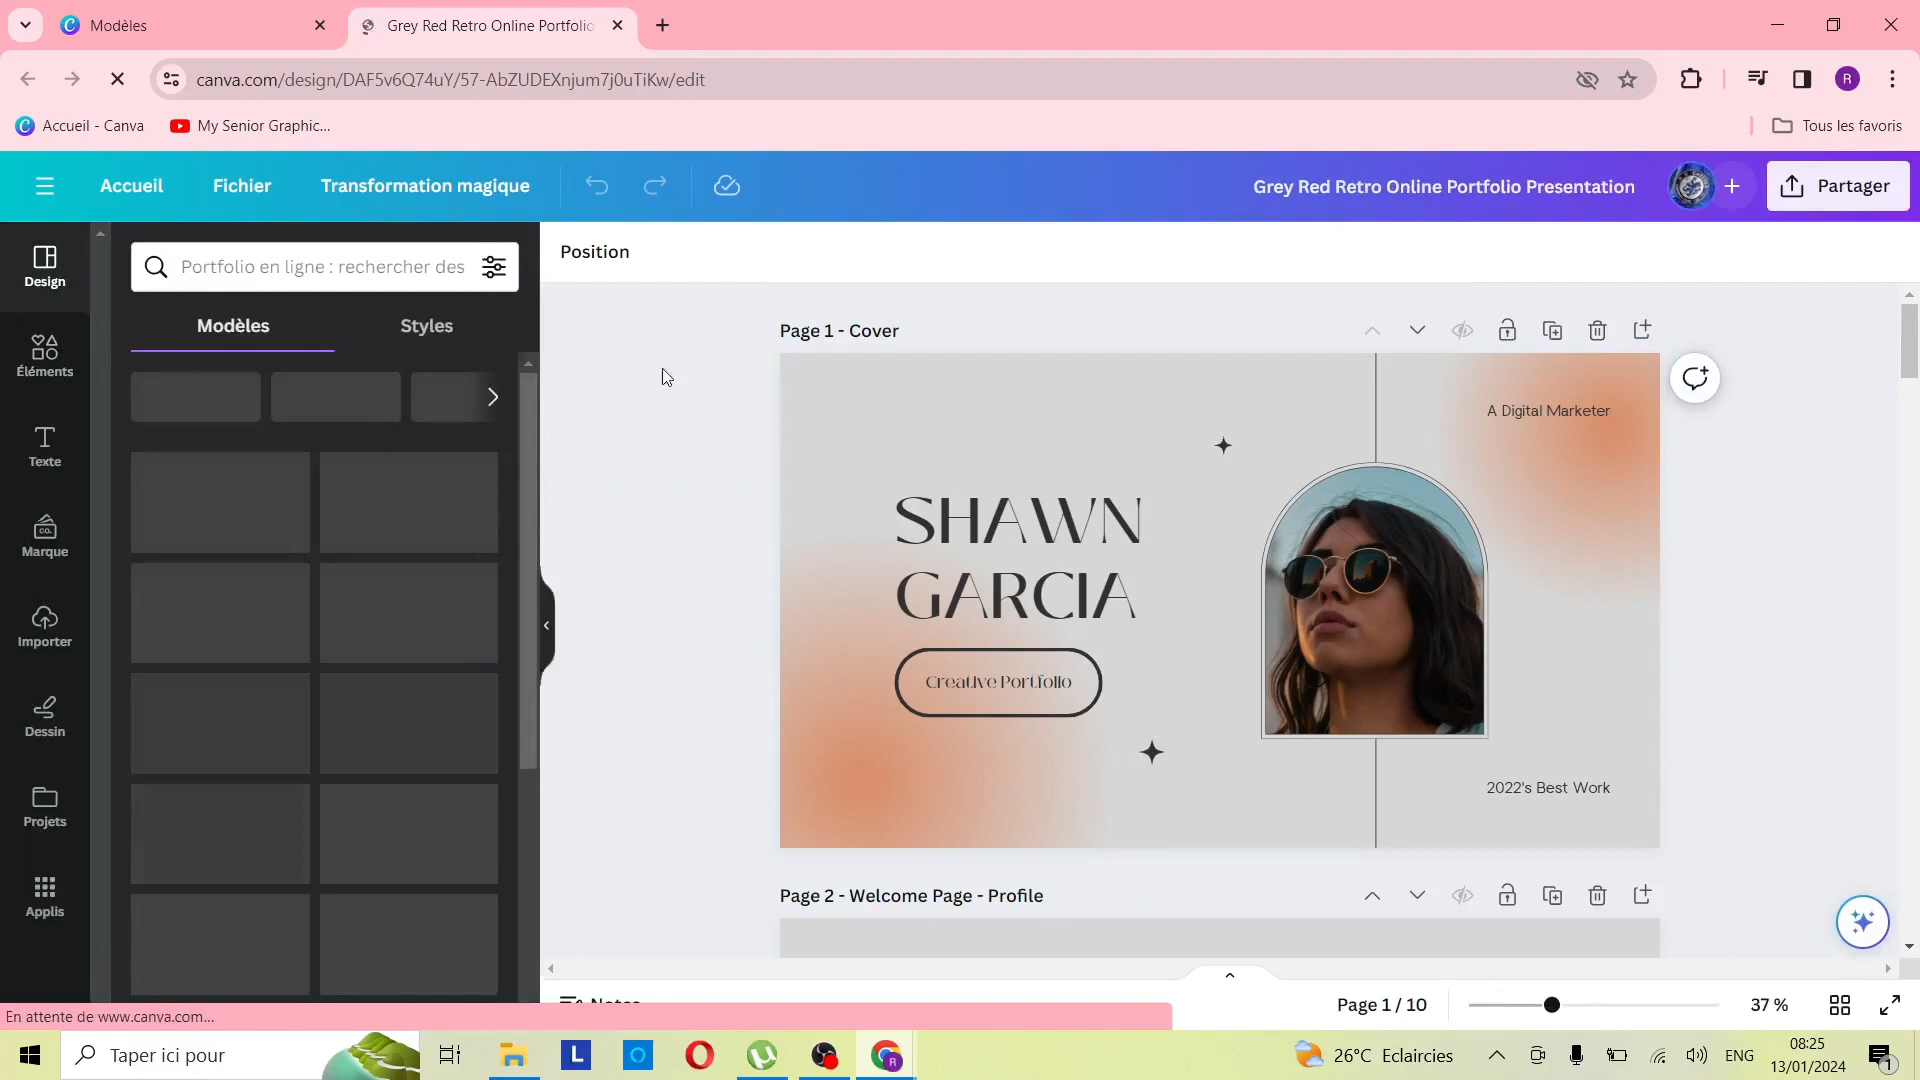 Modèles
Grey Red Retro Online Portfolio
canva.com/design/DAF5v6Q74uY/57-AbZUDEXnjum7j0uTiKw/edit
R
Accueil - Canva
My Senior Graphic...
Tous les favoris
Accueil
Fichier
Transformation magique
Grey Red Retro Online Portfolio Presentation
Partager
Design
Éléments
Texte
CO.
Marque
Importer
Dessin
Projets
Applis
Portfolio en ligne : rechercher des
Modèles
Styles
Position
Page 1 - Cover
A Digital Marketer
SHAWN
GARCIA
Creative Portfolio
2022's Best Work
Page 2 - Welcome Page - Profile
Notes
Page 1 / 10
37 %
En attente de www.canva.com...
Taper ici pour
L
26°C Eclaircies
ENG
08:25
13/01/2024
1